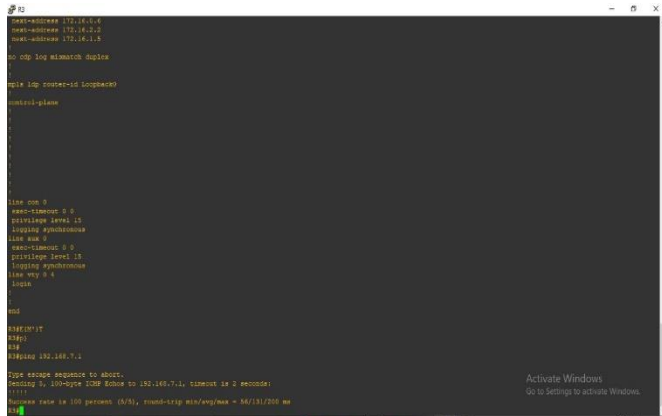 R3
next-address 172.16.0.6
next-address 172.16.2.2
next-address 172.16.1.5
!
no cdp log mismatch duplex
!
!
mpls ldp router-id Loopback0
!
control-plane
!
!
!
!
!
!
!
!
!
line con 0
exec-timeout 0 0
privilege level 15
logging synchronous
line aux 0
exec-timeout 0 0
privilege level 15
logging synchronous
line vty 0 4
login
!
!
end
R3#
R3#
R3#ping 192.168.7.1
Type escape sequence to abort.
Sending 5, 100-byte ICMP Echos to 192.168.7.1, timeout is 2 seconds:
!!!!!
Success rate is 100 percent (5/5), round-trip min/avg/max = 56/131/200 ms
R3#
Activate Windows
Go to Settings to activate Windows.